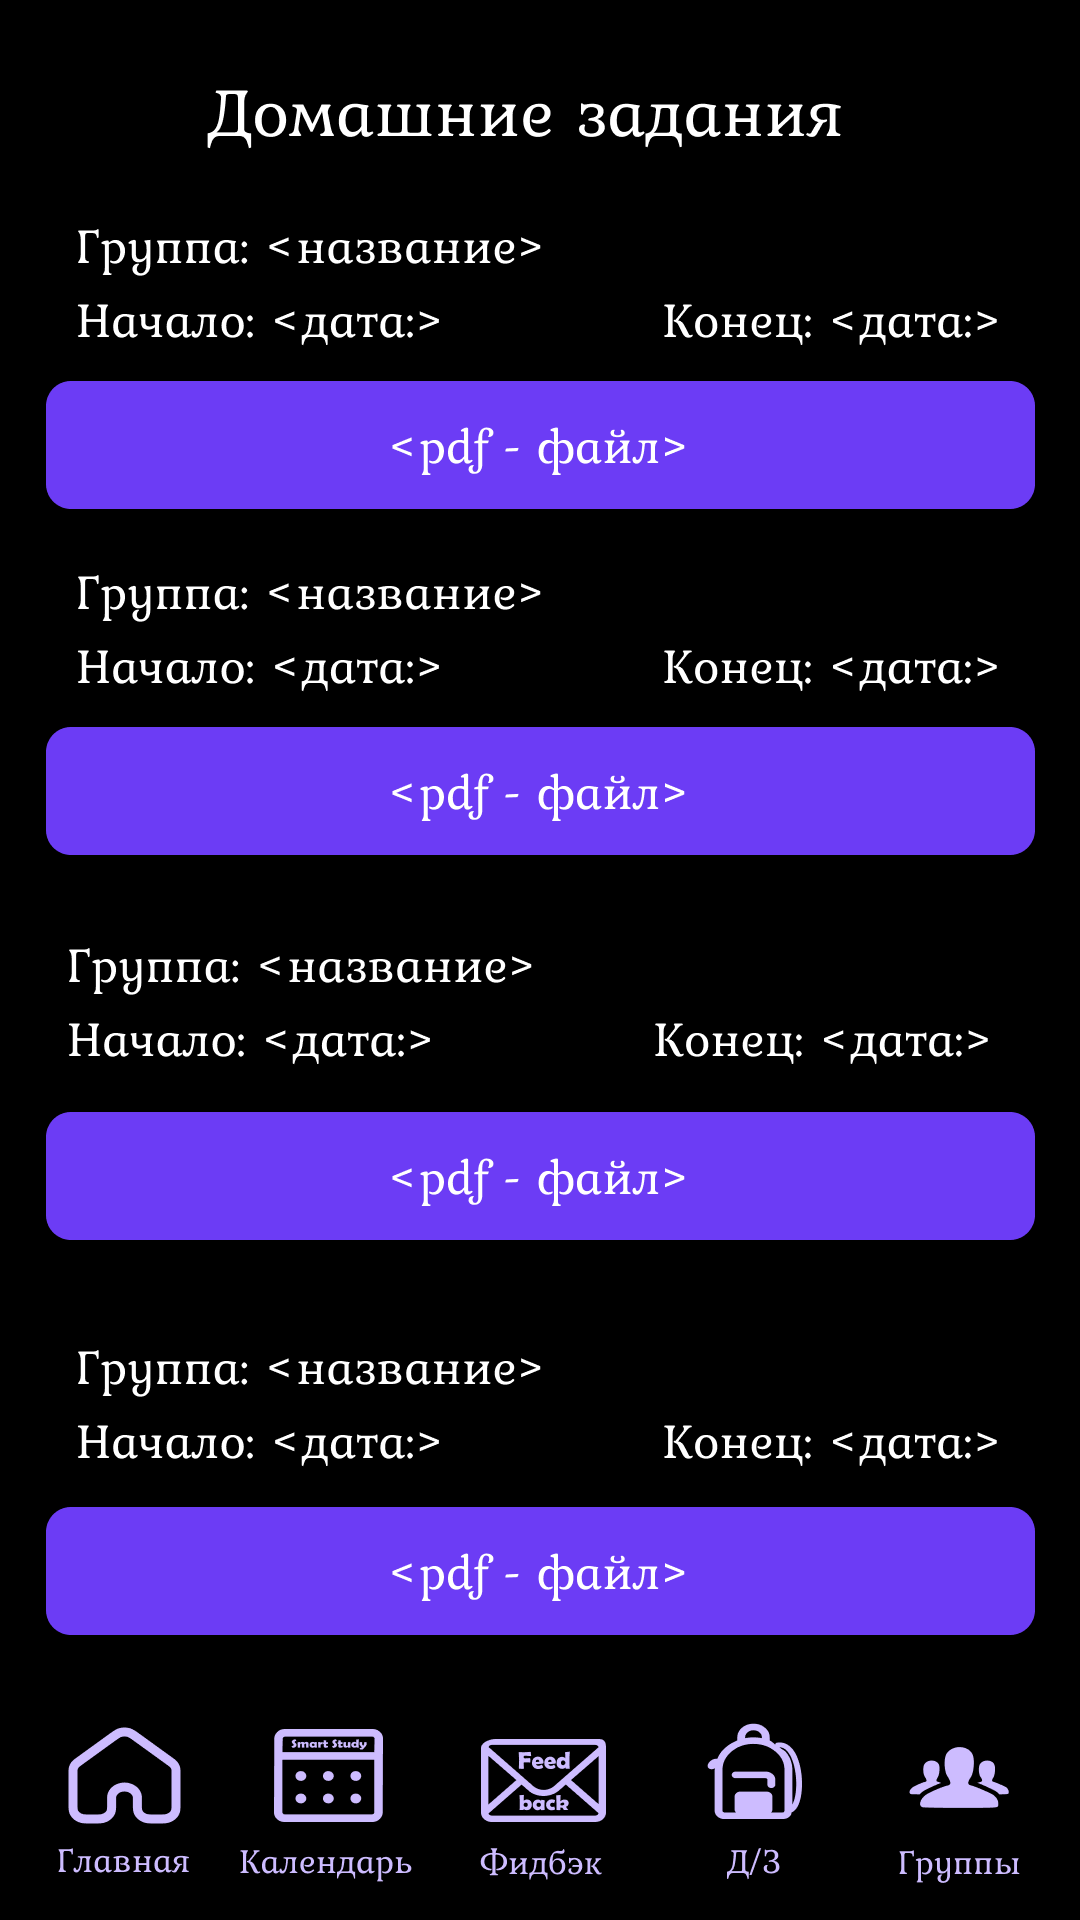 Домашние задания
Группа: <название>
Начало: <дата:> Конец: <дата:>
<pdf - файл>
Группа: <название>
Начало: <дата:> Конец: <дата:>
<pdf - файл>
Группа: <название>
Начало: <дата:> Конец: <дата:>
<pdf - файл>
Группа: <название>
Начало: <дата:> Конец: <дата:>
<pdf - файл>
Smart Study
Feed
back
Главная Календарь Фидбэк Д/З Группы